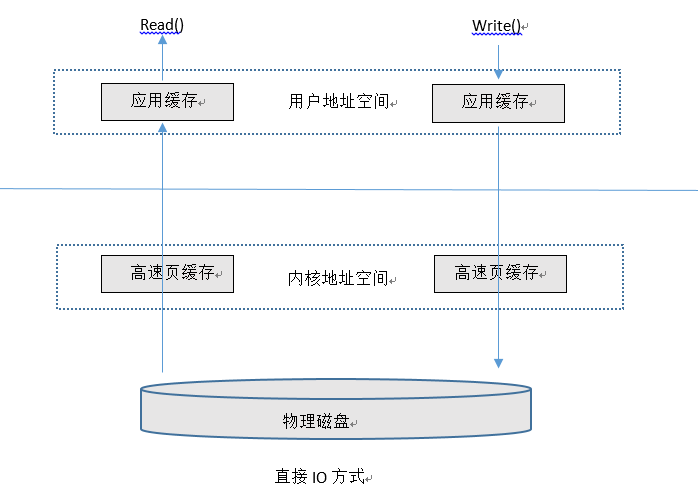 Read() Write()
应用缓存 用户地址空间 应用缓存
高速页缓存 内核地址空间 高速页缓存
物理磁盘
直接 IO 方式